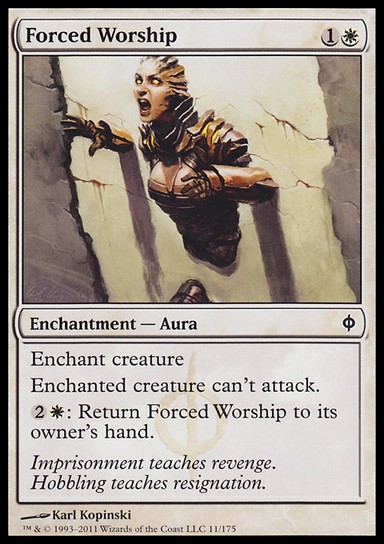 Forced Worship 1
Enchantment — Aura
Enchant creature
Enchanted creature can't attack.
2 : Return Forced Worship to its
owner's hand.
Imprisonment teaches revenge.
Hobbling teaches resignation.
Karl Kopinski
™ & © 1993–2011 Wizards of the Coast LLC 11/175